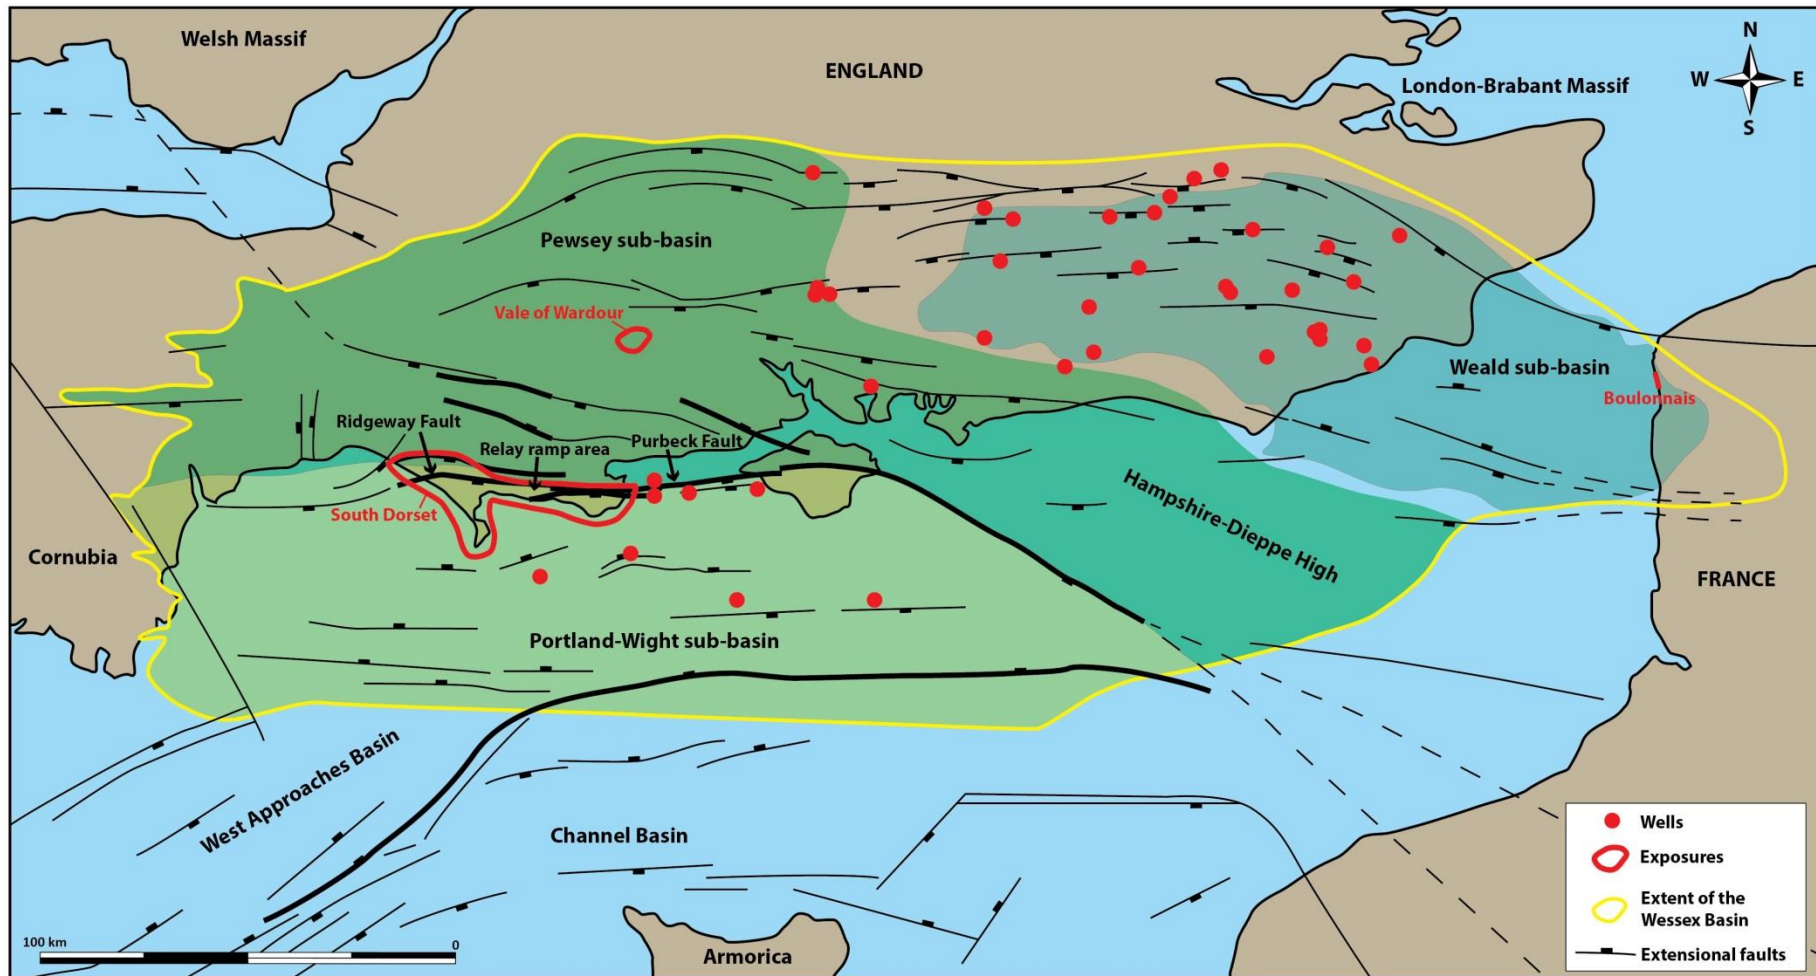 Welsh Massif
ENGLAND
London-Brabant Massif
N
W
E
S
Pewsey sub-basin
Vale of Wardour
Weald sub-basin
Boulonnais
Ridgeway Fault
Relay ramp area
Purbeck Fault
South Dorset
Hampshire-Dieppe High
Cornubia
FRANCE
Portland-Wight sub-basin
West Approaches Basin
Channel Basin
Armorica
100 km
0
Wells
Exposures
Extent of the
Wessex Basin
Extensional faults